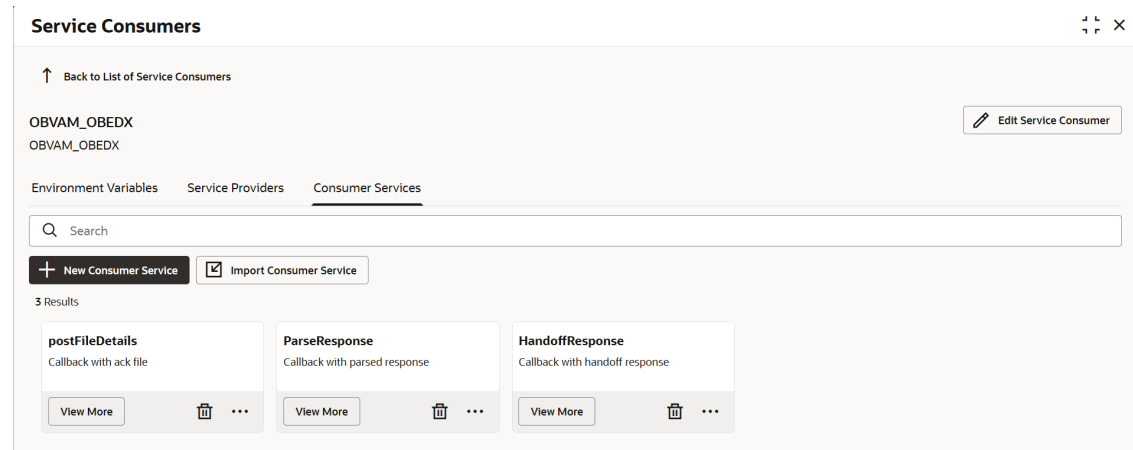 Service Consumers
Back to List of Service Consumers
OBVAM_OBEDX
Edit Service Consumer
OBVAM_OBEDX
Environment Variables Service Providers Consumer Services
Search
New Consumer Service Import Consumer Service
3 Results
postFileDetails ParseResponse HandoffResponse
Callback with ack file Callback with parsed response Callback with handoff response
View More View More View More